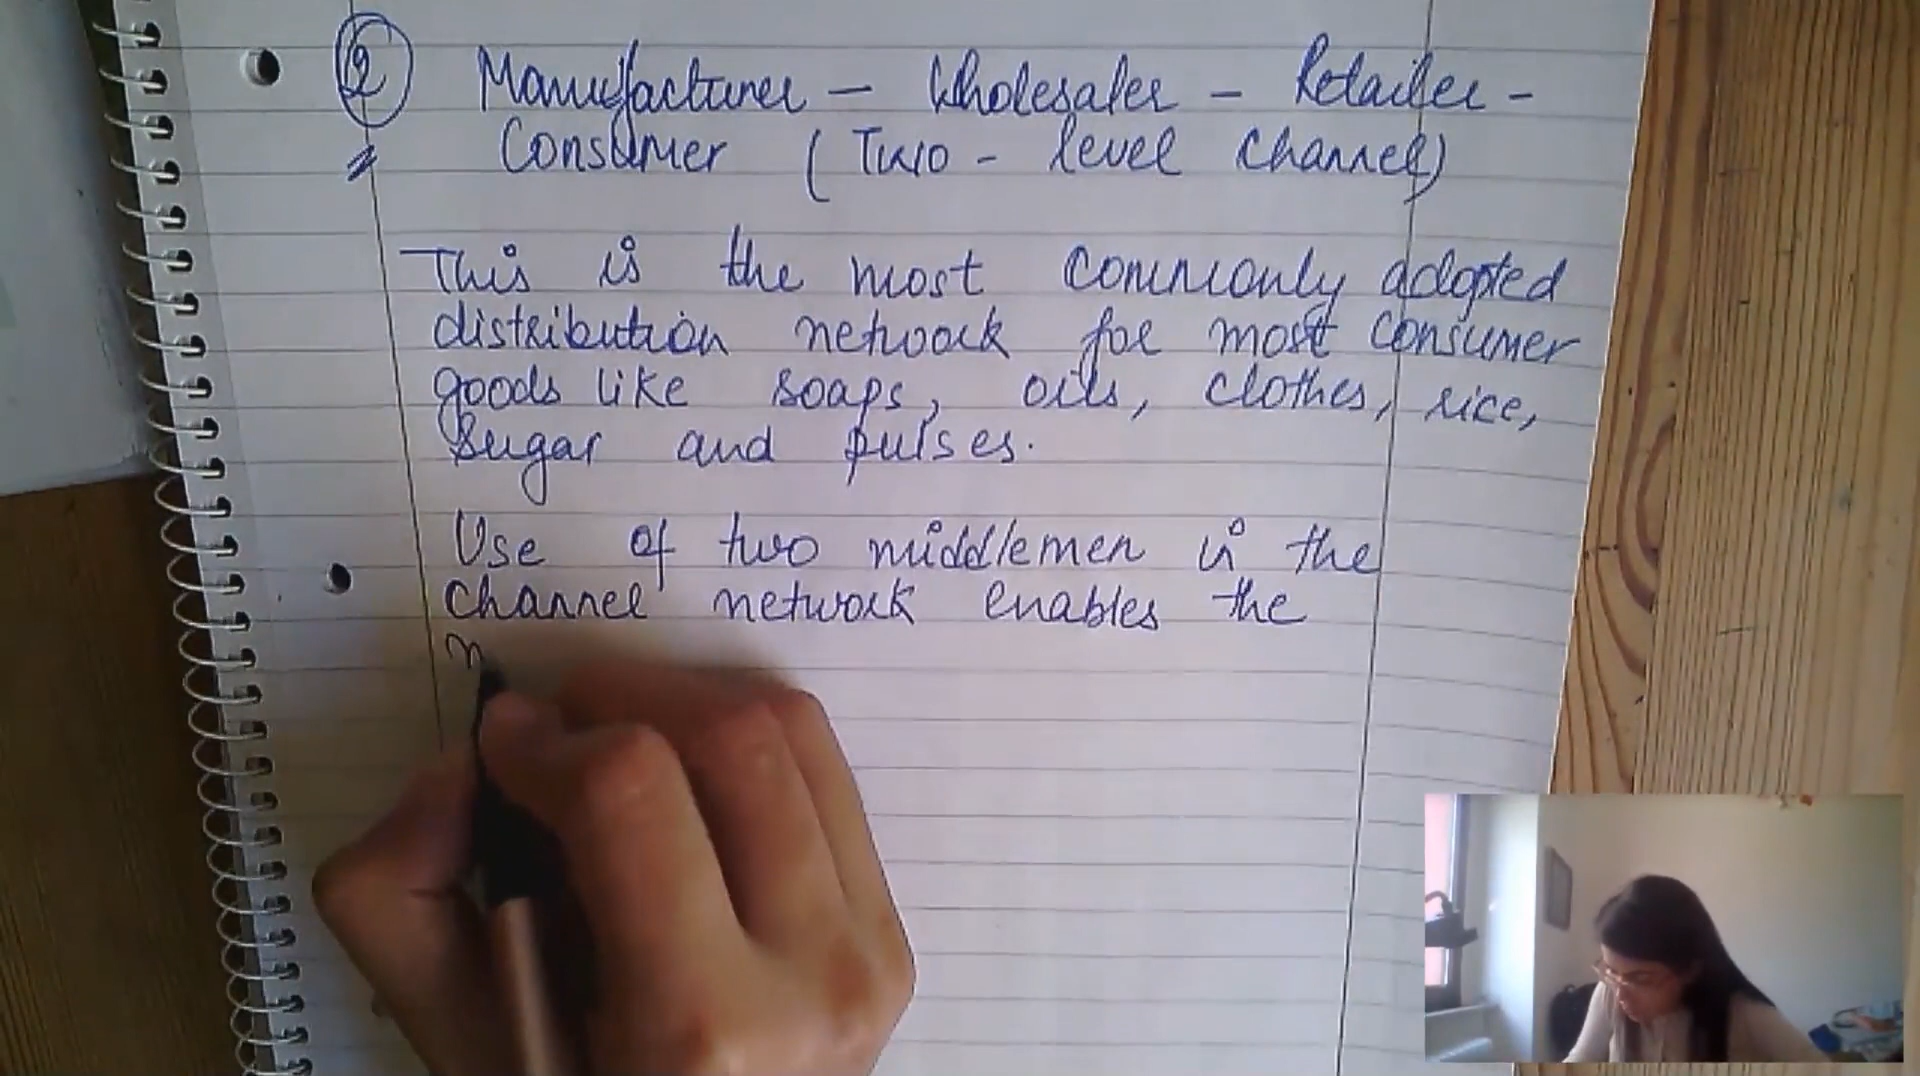 2 Manufacturer - Wholesaler - Retailer -
Consumer (Two - level channel)
This is the most commonly adopted
distribution network for most consumer
goods like soaps, oils, clothes, rice,
Sugar and pulses.
Use of two middlemen in the
channel network enables the
m